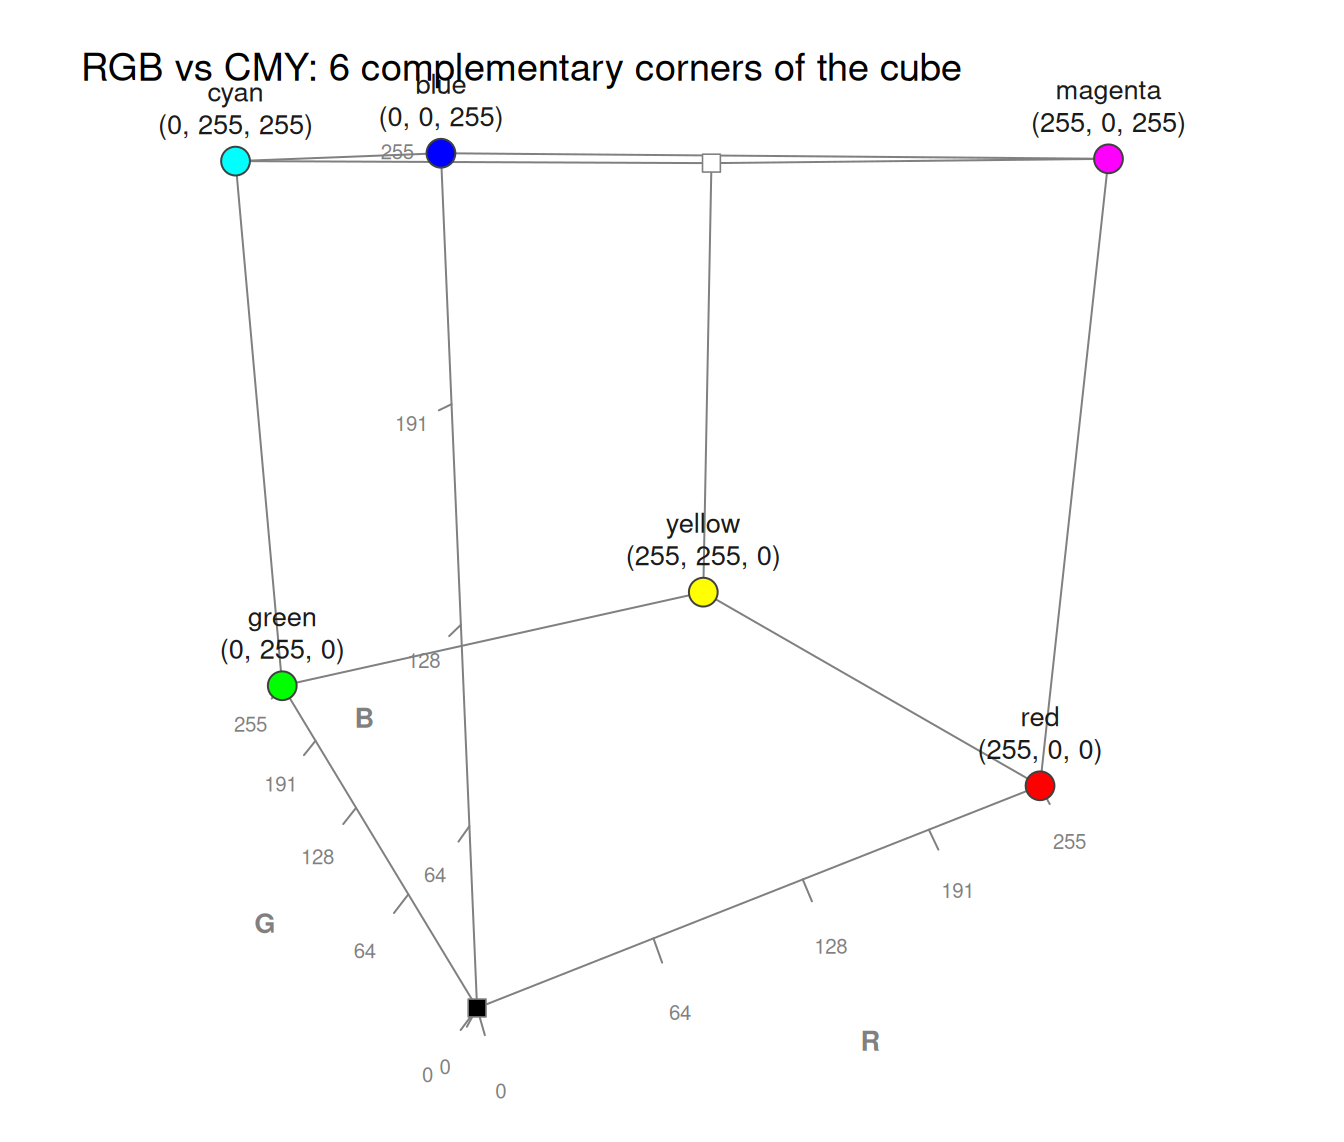 RGB vs CMY: 6 complementary corners of the cube
cyan
(0, 255, 255)
blue
(0, 0, 255)
magenta
(255, 0, 255)
255
191
yellow
(255, 255, 0)
green
(0, 255, 0)
128
red
(255, 0, 0)
255
B
191
255
128
64
191
G
64
128
64
R
0
0
0